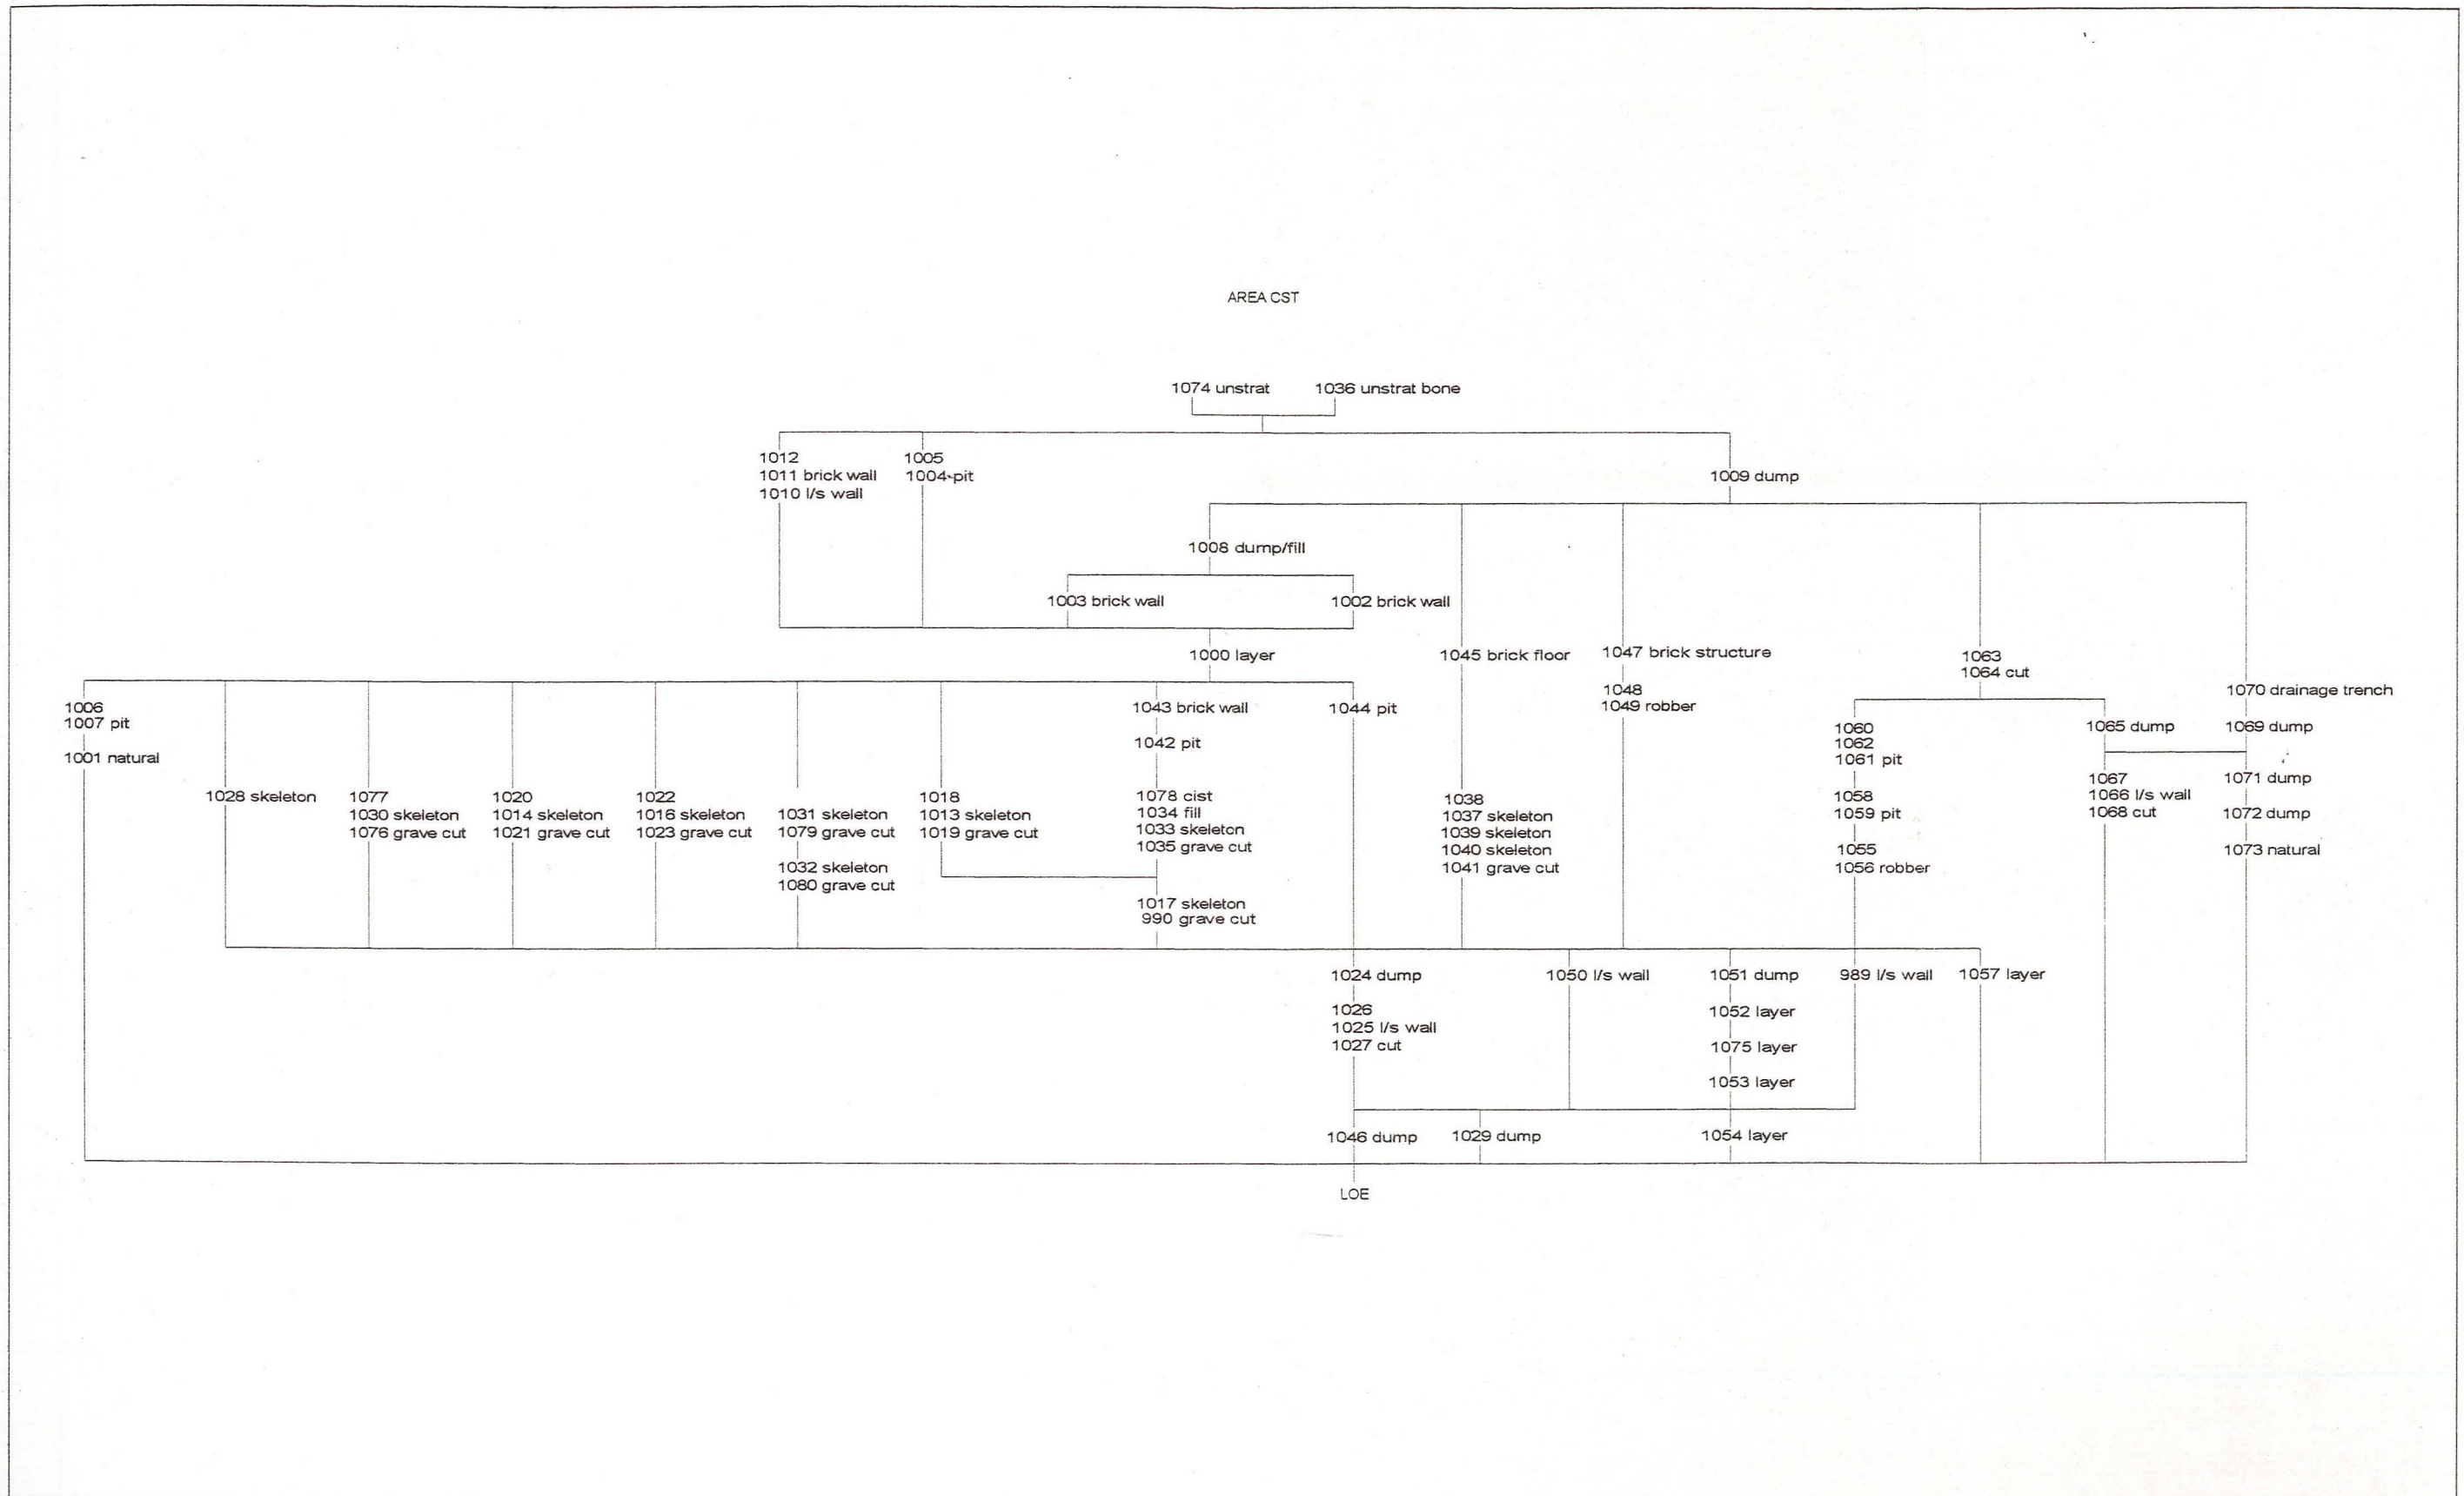 AREA CST
1074 unstrat
1036 unstrat bone
1012
1011 brick wall
1010 l/s wall
1005
1004-pit
1009 dump
1008 dump/fill
1003 brick wall
1002 brick wall
1000 layer
1045 brick floor
1047 brick structure
1048
1049 robber
1063
1064 cut
1070 drainage trench
1006
1007 pit
1001 natural
1043 brick wall
1042 pit
1044 pit
1060
1062
1061 pit
1065 dump
1069 dump
1028 skeleton
1077
1030 skeleton
1076 grave cut
1020
1014 skeleton
1021 grave cut
1022
1016 skeleton
1023 grave cut
1031 skeleton
1079 grave cut
1032 skeleton
1080 grave cut
1018
1013 skeleton
1019 grave cut
1078 cist
1034 fill
1033 skeleton
1035 grave cut
1017 skeleton
990 grave cut
1038
1037 skeleton
1039 skeleton
1040 skeleton
1041 grave cut
1058
1059 pit
1055
1056 robber
1067
1066 l/s wall
1068 cut
1071 dump
1072 dump
1073 natural
1024 dump
1026
1025 l/s wall
1027 cut
1050 l/s wall
1051 dump
1052 layer
1075 layer
1053 layer
989 l/s wall
1057 layer
1046 dump
1029 dump
1054 layer
LOE